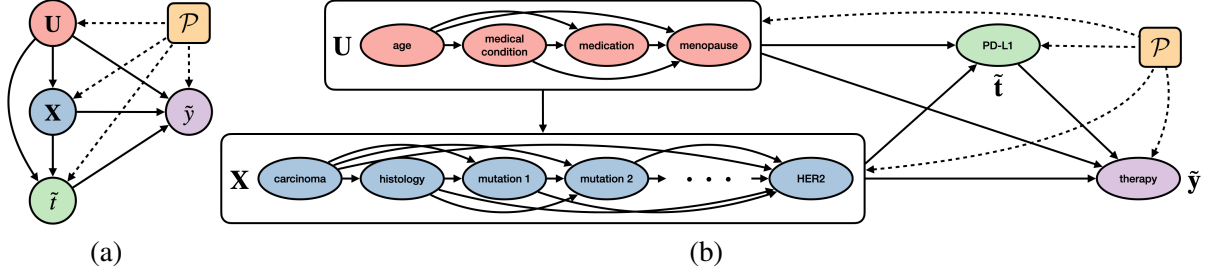 U
𝒫
X
ỹ
t̃
(a)
U
age
medical
condition
medication
menopause
PD-L1
t̃
𝒫
X
carcinoma
histology
mutation 1
mutation 2
· · ·
HER2
therapy
ỹ
(b)